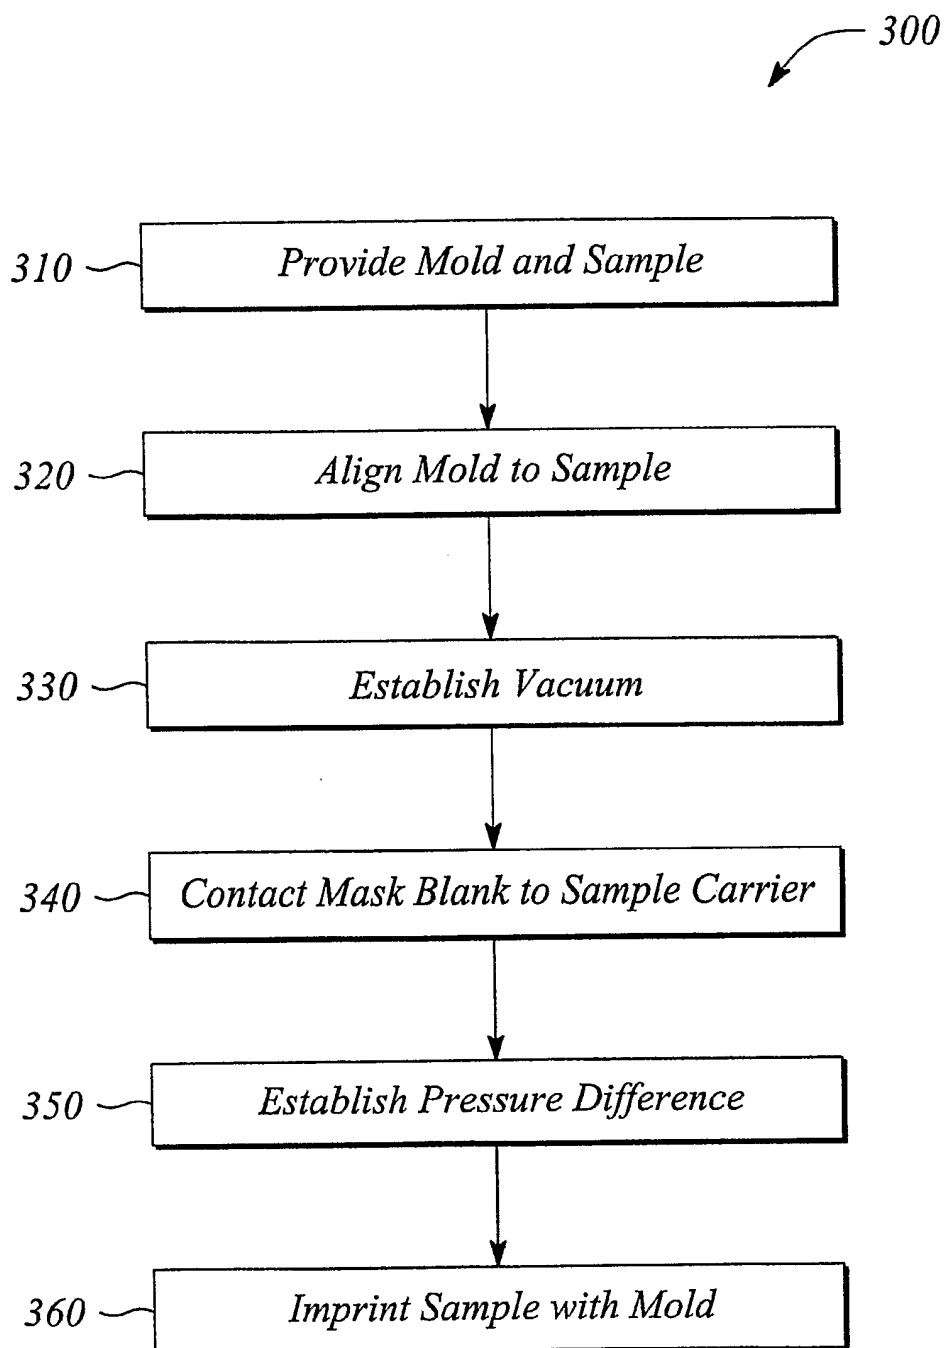 300
310 Provide Mold and Sample
320 Align Mold to Sample
330 Establish Vacuum
340 Contact Mask Blank to Sample Carrier
350 Establish Pressure Difference
360 Imprint Sample with Mold